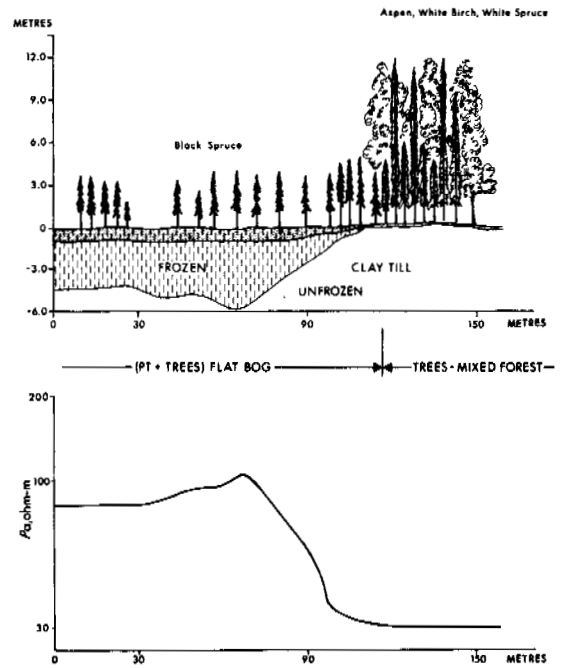 Aspen, White Birch, White Spruce
METRES
12.0
9.0
6.0
Black Spruce
3.0
0
-3.0
FROZEN
CLAY TILL
UNFROZEN
-6.0
0
30
90
150
METRES
(PT + TREES) FLAT BOG
TREES - MIXED FOREST
200
100
ρa, ohm-m
30
0
30
90
150
METRES